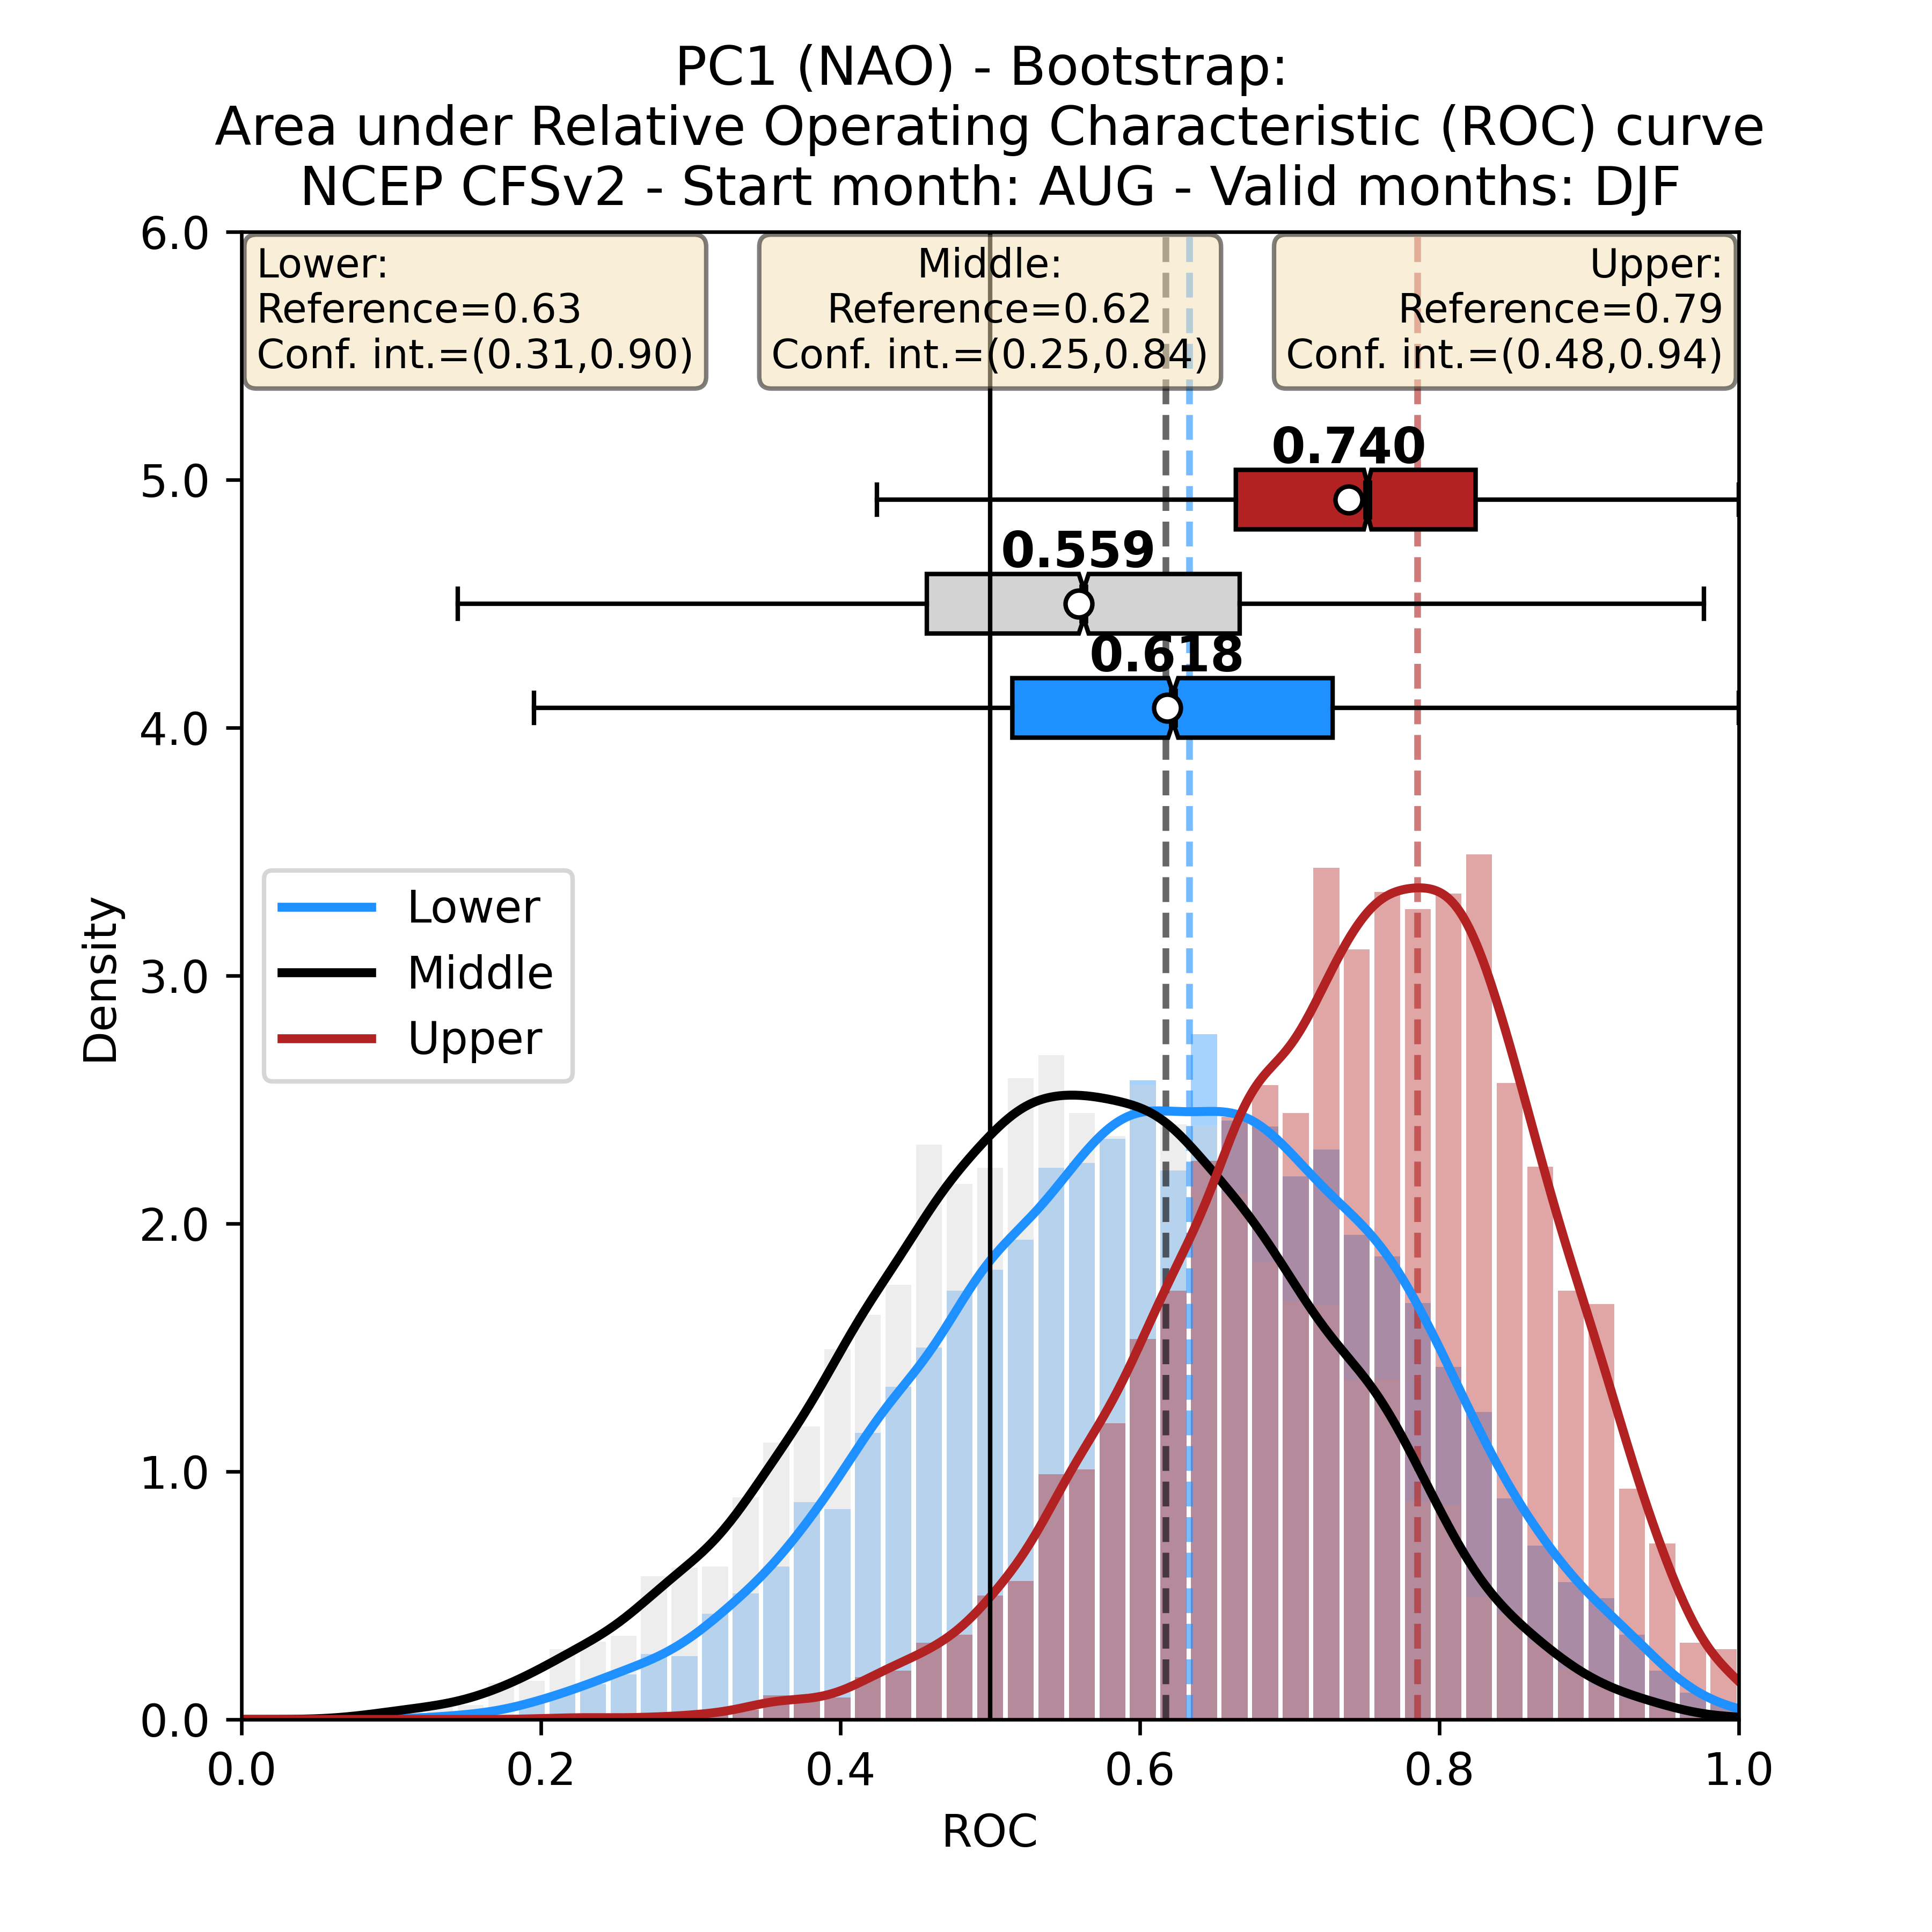 PC1 (NAO) - Bootstrap:
Area under Relative Operating Characteristic (ROC) curve
NCEP CFSv2 - Start month: AUG - Valid months: DJF
Lower:
Reference=0.63
Conf. int.=(0.31,0.90)
Middle:
Reference=0.62
Conf. int.=(0.25,0.84)
Upper:
Reference=0.79
Conf. int.=(0.48,0.94)
0.740
0.559
0.618
Lower
Middle
Upper
Density
6.0
5.0
4.0
3.0
2.0
1.0
0.0
0.0
0.2
0.4
0.6
0.8
1.0
ROC